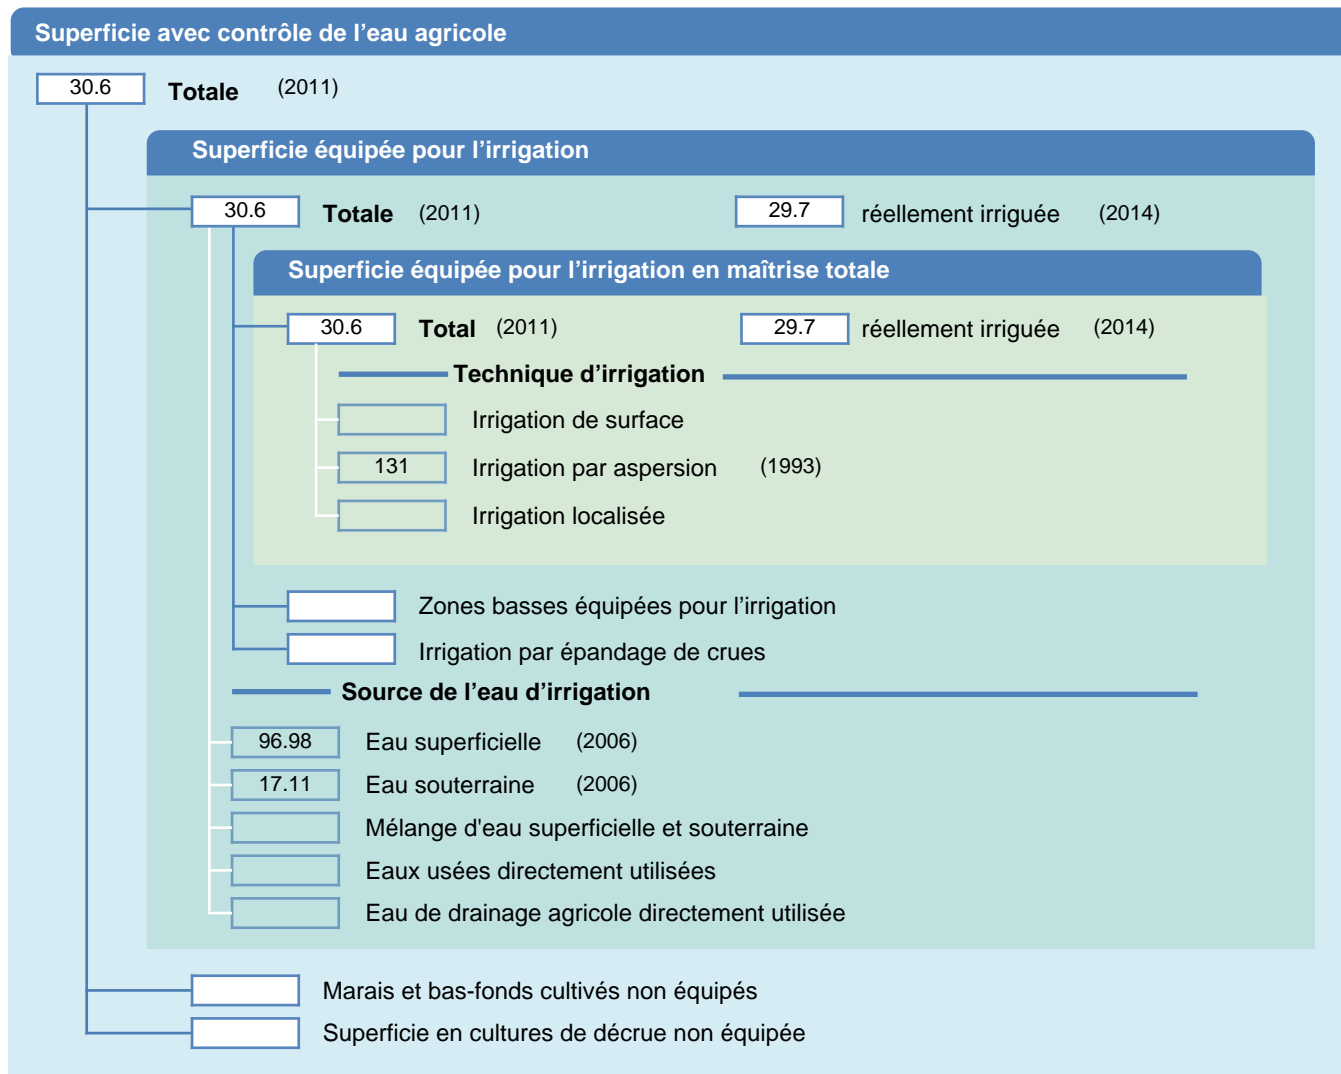 Superficie avec contrôle de l’eau agricole
30.6 Totale (2011)
Superficie équipée pour l’irrigation
30.6 Totale (2011) 29.7 réellement irriguée (2014)
Superficie équipée pour l’irrigation en maîtrise totale
30.6 Total (2011) 29.7 réellement irriguée (2014)
Technique d’irrigation
Irrigation de surface
131 Irrigation par aspersion (1993)
Irrigation localisée
Zones basses équipées pour l’irrigation
Irrigation par épandage de crues
Source de l’eau d’irrigation
96.98 Eau superficielle (2006)
17.11 Eau souterraine (2006)
Mélange d'eau superficielle et souterraine
Eaux usées directement utilisées
Eau de drainage agricole directement utilisée
Marais et bas-fonds cultivés non équipés
Superficie en cultures de décrue non équipée